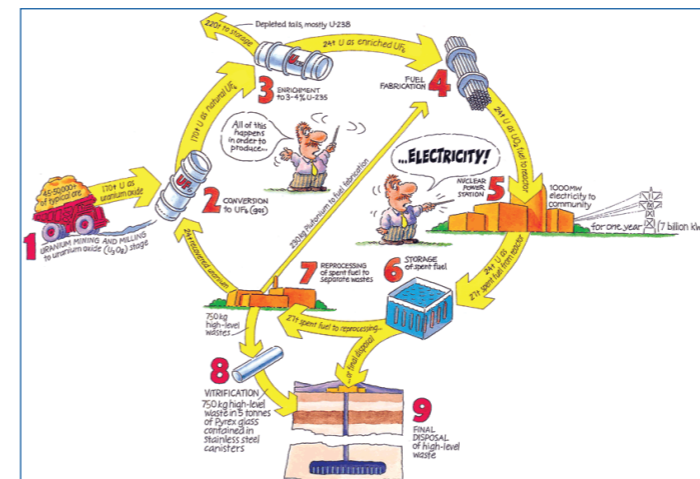 220t to storage
Depleted tails, mostly U-238
24t U as enriched UF6
170t U as natural UF6
3 ENRICHMENT
to 3-4% U-235
FUEL
FABRICATION 4
24t U as UO2 fuel to reactor
All of this
happens
in order to
produce...
...ELECTRICITY!
45-50,000t
of typical ore
170t U as
uranium oxide
UF6
2 CONVERSION
to UF6 (gas)
1 URANIUM MINING AND MILLING
to uranium oxide (U3O8) stage
230kg Plutonium to fuel fabrication
NUCLEAR
POWER
STATION 5
1000MW
electricity to
community
for one year
(7 billion kW
24t recovered uranium
7 REPROCESSING
of spent fuel to
separate wastes
6 STORAGE
of spent fuel
24t U as
27t spent fuel from reactor
750kg
high-level
wastes
27t spent fuel to reprocessing...
...or final disposal
8
VITRIFICATION
750kg high-level
waste in 5 tonnes
of Pyrex glass
contained in
stainless steel
canisters
9
FINAL
DISPOSAL
of high-level
waste